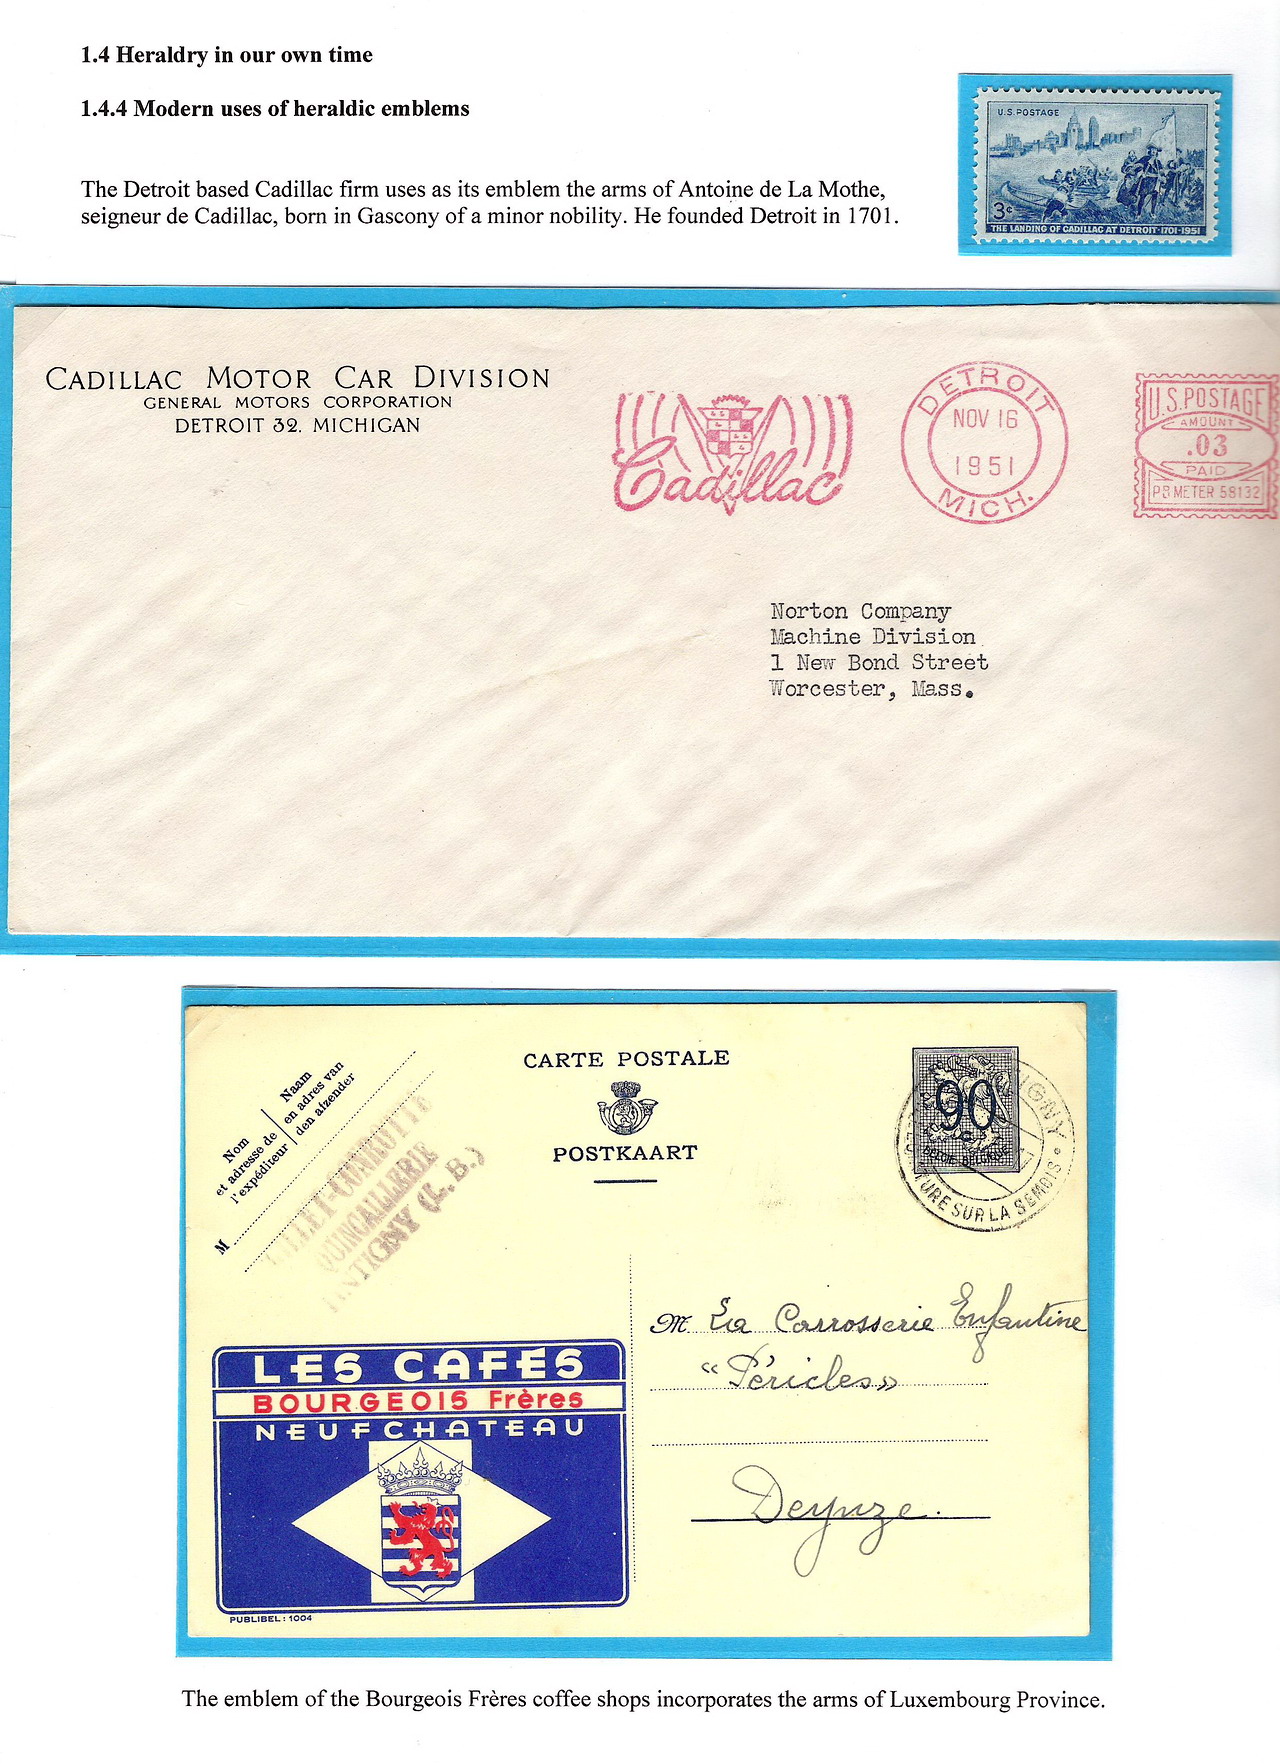 1.4 Heraldry in our own time
1.4.4 Modern uses of heraldic emblems
The Detroit based Cadillac firm uses as its emblem the arms of Antoine de La Mothe,
seigneur de Cadillac, born in Gascony of a minor nobility. He founded Detroit in 1701.
U.S. POSTAGE
3¢
THE LANDING OF CADILLAC AT DETROIT·1701-1951
CADILLAC MOTOR CAR DIVISION
GENERAL MOTORS CORPORATION
DETROIT 32. MICHIGAN
Cadillac
DETROIT
NOV 16
1951
MICH.
U.S. POSTAGE
AMOUNT
.03
PAID
PB METER 58132
Norton Company
Machine Division
1 New Bond Street
Worcester, Mass.
CARTE POSTALE
POSTKAART
Nom
et adresse de
l'expéditeur
Naam
en adres van
den afzender
M
QUINCAILLERIE
TINTIGNY (L. B.)
90
c
BELGIË-BELGIQUE
SUR LA SEMOIS
M. La Carrosserie Enfantine
« Péricles »
Deynze.
LES CAFÉS
BOURGEOIS Frères
NEUFCHATEAU
PUBLIBEL: 1004
The emblem of the Bourgeois Frères coffee shops incorporates the arms of Luxembourg Province.